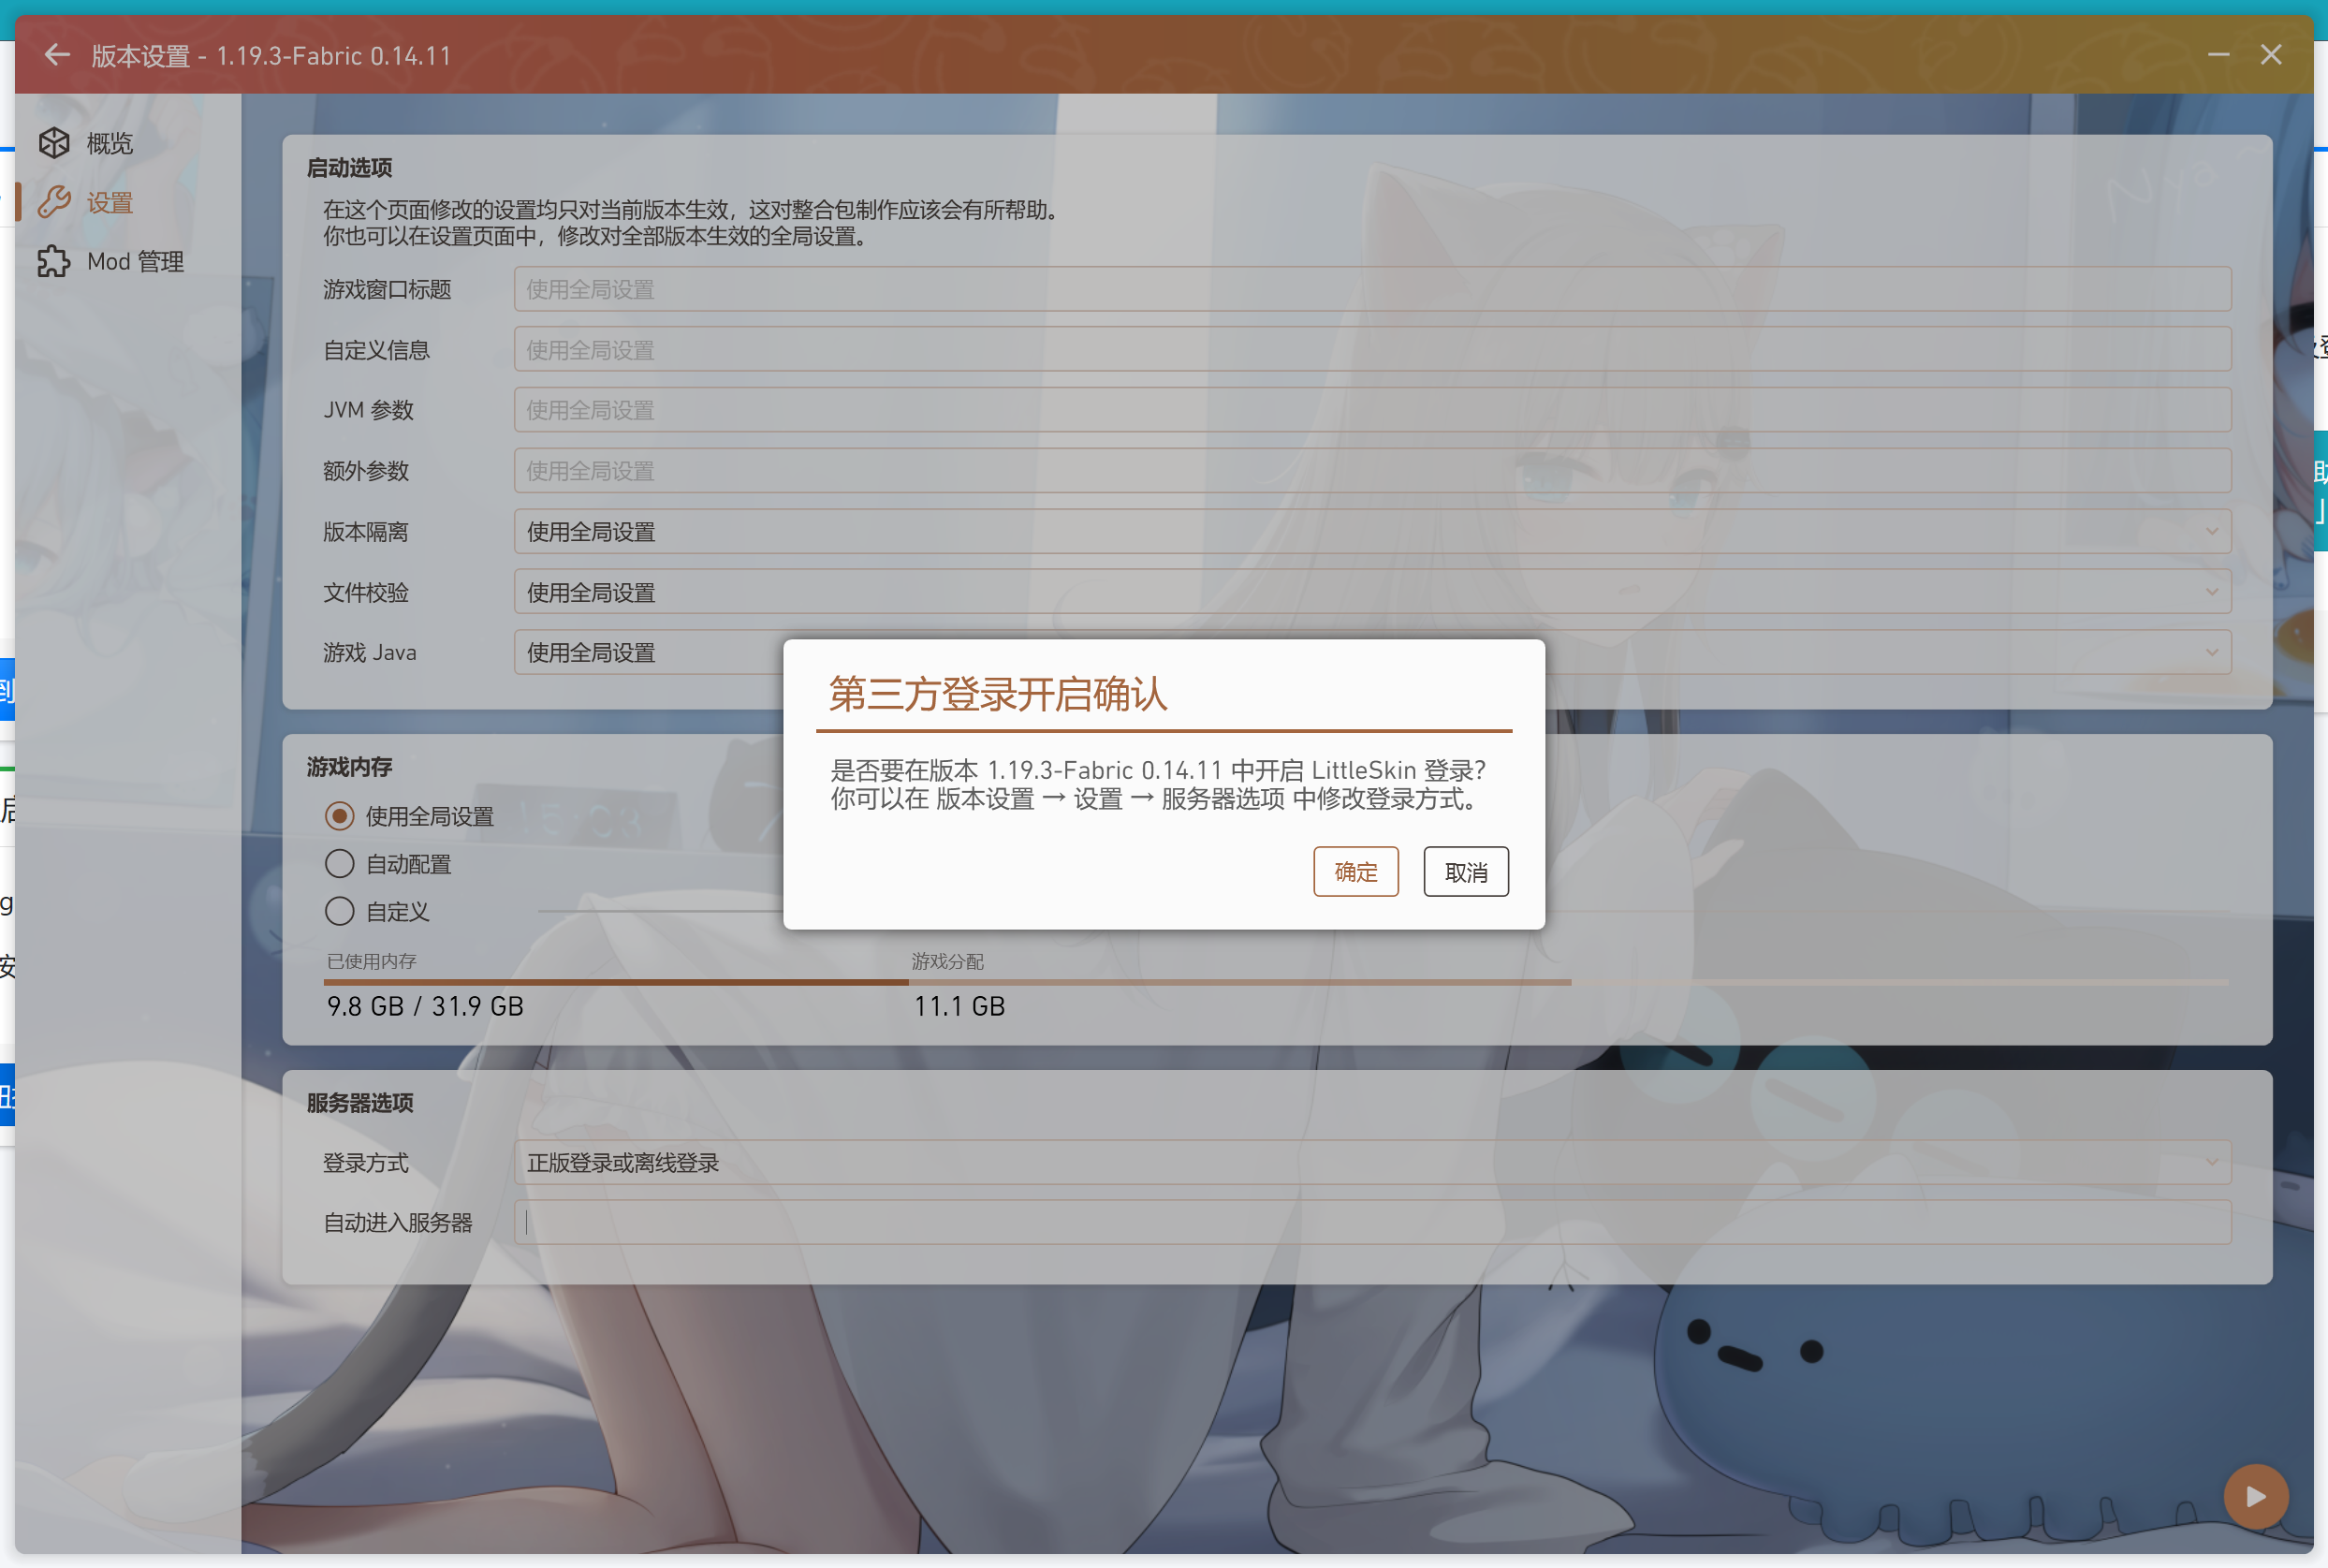 版本设置 - 1.19.3-Fabric 0.14.11
概览
设置
Mod 管理
启动选项
在这个页面修改的设置均只对当前版本生效，这对整合包制作应该会有所帮助。
你也可以在设置页面中，修改对全部版本生效的全局设置。
游戏窗口标题
使用全局设置
自定义信息
使用全局设置
JVM 参数
使用全局设置
额外参数
使用全局设置
版本隔离
使用全局设置
文件校验
使用全局设置
游戏 Java
使用全局设置
第三方登录开启确认
是否要在版本 1.19.3-Fabric 0.14.11 中开启 LittleSkin 登录?
你可以在 版本设置 → 设置 → 服务器选项 中修改登录方式。
确定
取消
游戏内存
使用全局设置
自动配置
自定义
已使用内存
游戏分配
9.8 GB / 31.9 GB
11.1 GB
服务器选项
登录方式
正版登录或离线登录
自动进入服务器